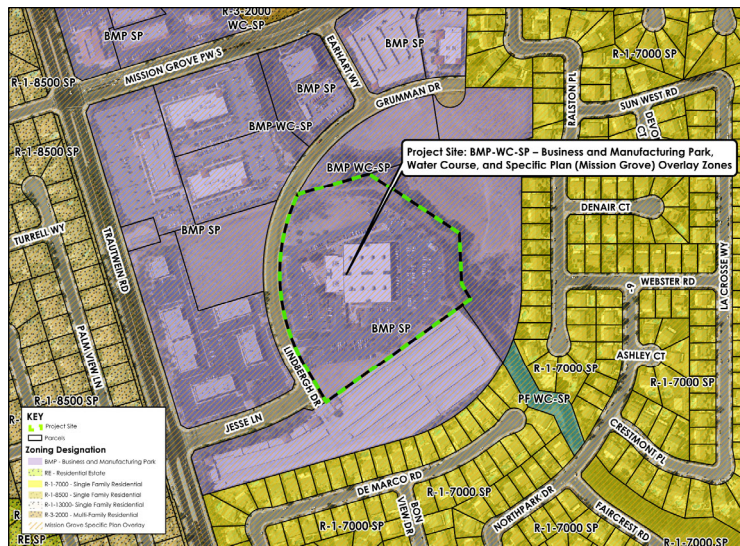 R-3-2000
WC-SP
BMP SP
EARHART WY
MISSION GROVE PW S
BMP SP
R-1-8500 SP
BMP SP
GRUMMAN DR
R-1-7000 SP
RALSTON PL
SUN WEST RD
DEVON CT
BMP WC-SP
R-1-8500 SP
BMP WC-SP
Project Site: BMP-WC-SP – Business and Manufacturing Park,
Water Course, and Specific Plan (Mission Grove) Overlay Zones
DENAIR CT
TURRELL WY
BMP SP
TRAUTWEIN RD
LA CROSSE WY
WEBSTER RD
PALM VIEW LN
BMP SP
LINDBERGH DR
ASHLEY CT
R-1-7000 SP
R-1-7000 SP
PF WC-SP
R-1-8500 SP
JESSE LN
CRESTMONT PL
DE MARCO RD
R-1-7000 SP
BON VIEW DR
NORTHPARK DR
FAIRCREST RD
R-1-7000 SP
R-1-7000 SP
RE SP
KEY
Project Site
Parcels
Zoning Designation
BMP - Business and Manufacturing Park
RE - Residential Estate
R-1-7000 - Single Family Residential
R-1-8500 - Single Family Residential
R-1-13000- Single Family Residential
R-3-2000 - Multi-Family Residential
Mission Grove Specific Plan Overlay